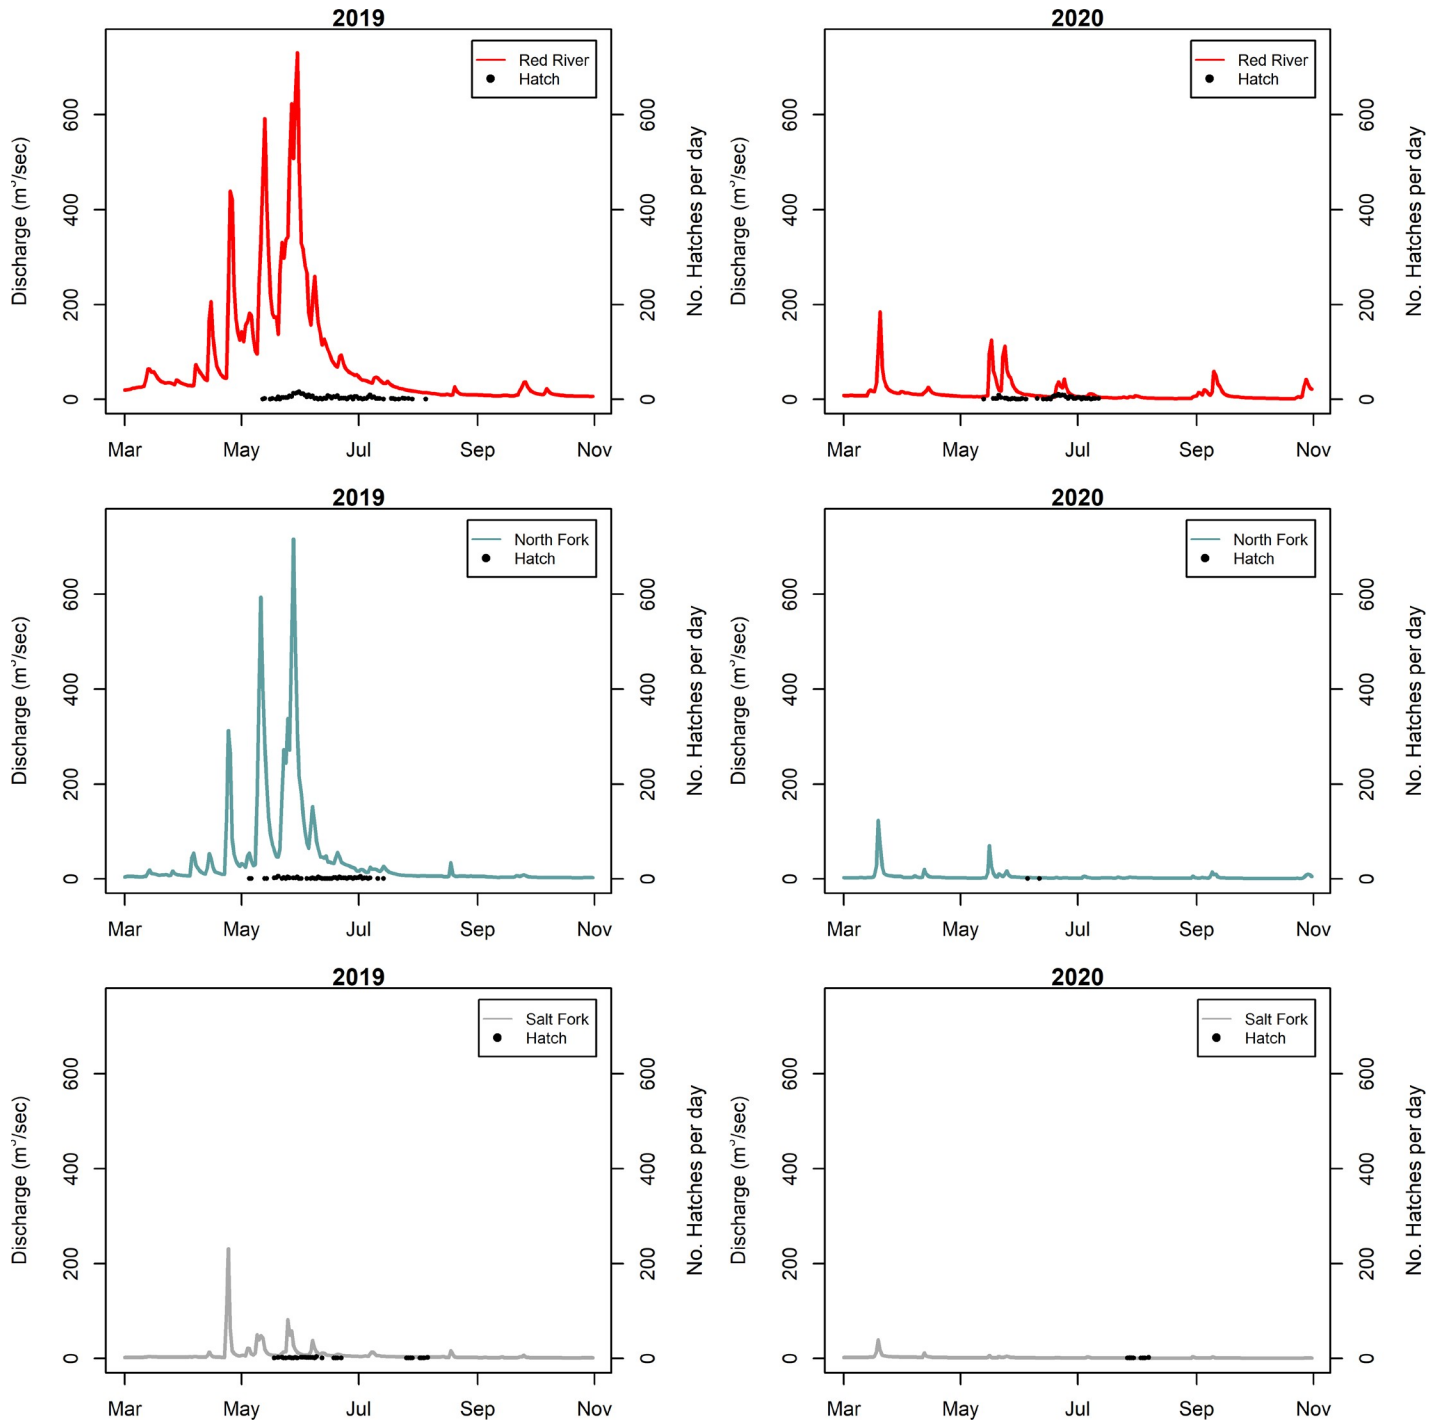 2019
Red River
Hatch
Discharge (m³/sec)
0 200 400 600
No. Hatches per day
0 200 400 600
Mar May Jul Sep Nov
2020
Red River
Hatch
Discharge (m³/sec)
0 200 400 600
No. Hatches per day
0 200 400 600
Mar May Jul Sep Nov
2019
North Fork
Hatch
Discharge (m³/sec)
0 200 400 600
No. Hatches per day
0 200 400 600
Mar May Jul Sep Nov
2020
North Fork
Hatch
Discharge (m³/sec)
0 200 400 600
No. Hatches per day
0 200 400 600
Mar May Jul Sep Nov
2019
Salt Fork
Hatch
Discharge (m³/sec)
0 200 400 600
No. Hatches per day
0 200 400 600
Mar May Jul Sep Nov
2020
Salt Fork
Hatch
Discharge (m³/sec)
0 200 400 600
No. Hatches per day
0 200 400 600
Mar May Jul Sep Nov